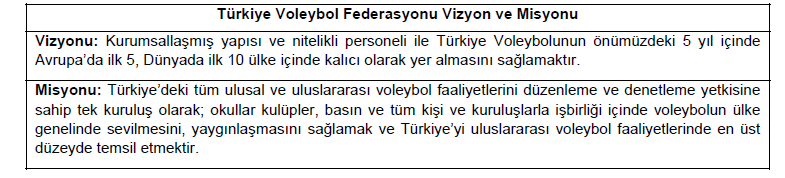 Türkiye Voleybol Federasyonu Vizyon ve Misyonu
Vizyonu: Kurumsallaşmış yapısı ve nitelikli personeli ile Türkiye Voleybolunun önümüzdeki 5 yıl içinde
Avrupa’da ilk 5, Dünyada ilk 10 ülke içinde kalıcı olarak yer almasını sağlamaktır.
Misyonu: Türkiye’deki tüm ulusal ve uluslararası voleybol faaliyetlerini düzenleme ve denetleme yetkisine
sahip tek kuruluş olarak; okullar kulüpler, basın ve tüm kişi ve kuruluşlarla işbirliği içinde voleybolun ülke
genelinde sevilmesini, yaygınlaşmasını sağlamak ve Türkiye’yi uluslararası voleybol faaliyetlerinde en üst
düzeyde temsil etmektir.